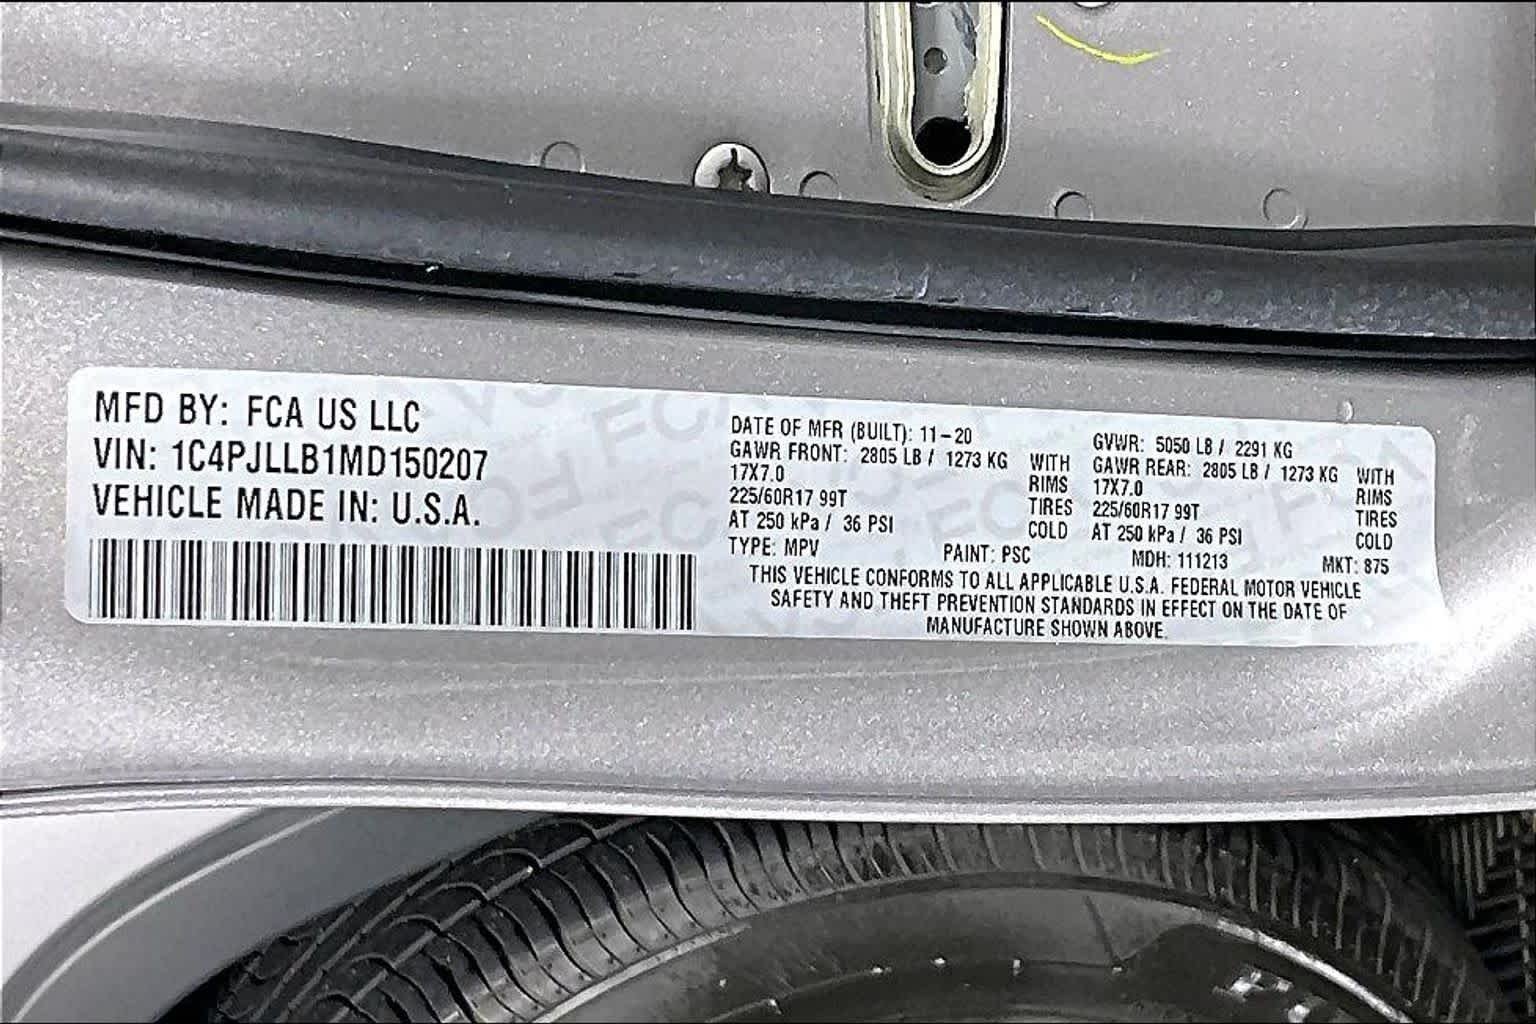 MFD BY: FCA US LLC
VIN: 1C4PJLLB1MD150207
VEHICLE MADE IN: U.S.A.
DATE OF MFR (BUILT): 11-20
GAWR FRONT: 2805 LB / 1273 KG WITH
17X7.0 RIMS
225/60R17 99T TIRES
AT 250 kPa / 36 PSI COLD
GVWR: 5050 LB / 2291 KG
GAWR REAR: 2805 LB / 1273 KG WITH
17X7.0 RIMS
225/60R17 99T TIRES
AT 250 kPa / 36 PSI COLD
TYPE: MPV PAINT: PSC MDH: 111213 MKT: 875
THIS VEHICLE CONFORMS TO ALL APPLICABLE U.S.A. FEDERAL MOTOR VEHICLE
SAFETY AND THEFT PREVENTION STANDARDS IN EFFECT ON THE DATE OF
MANUFACTURE SHOWN ABOVE.